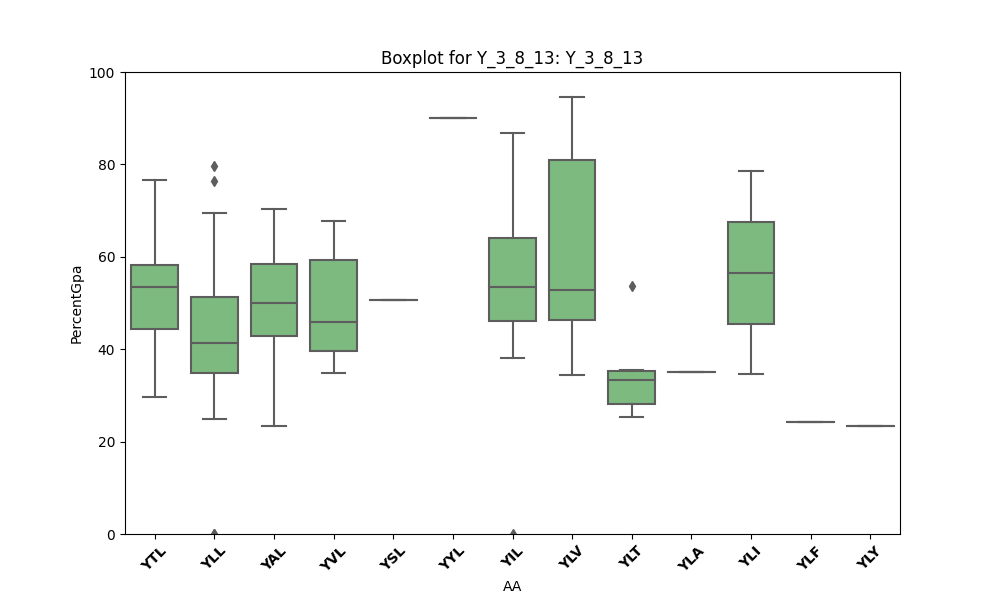 Boxplot for Y_3_8_13: Y_3_8_13
100
80
60
40
20
0
PercentGpa
YTL
YLL
YAL
YVL
YSL
YYL
YIL
YLV
YLT
YLA
YLI
YLF
YLY
AA